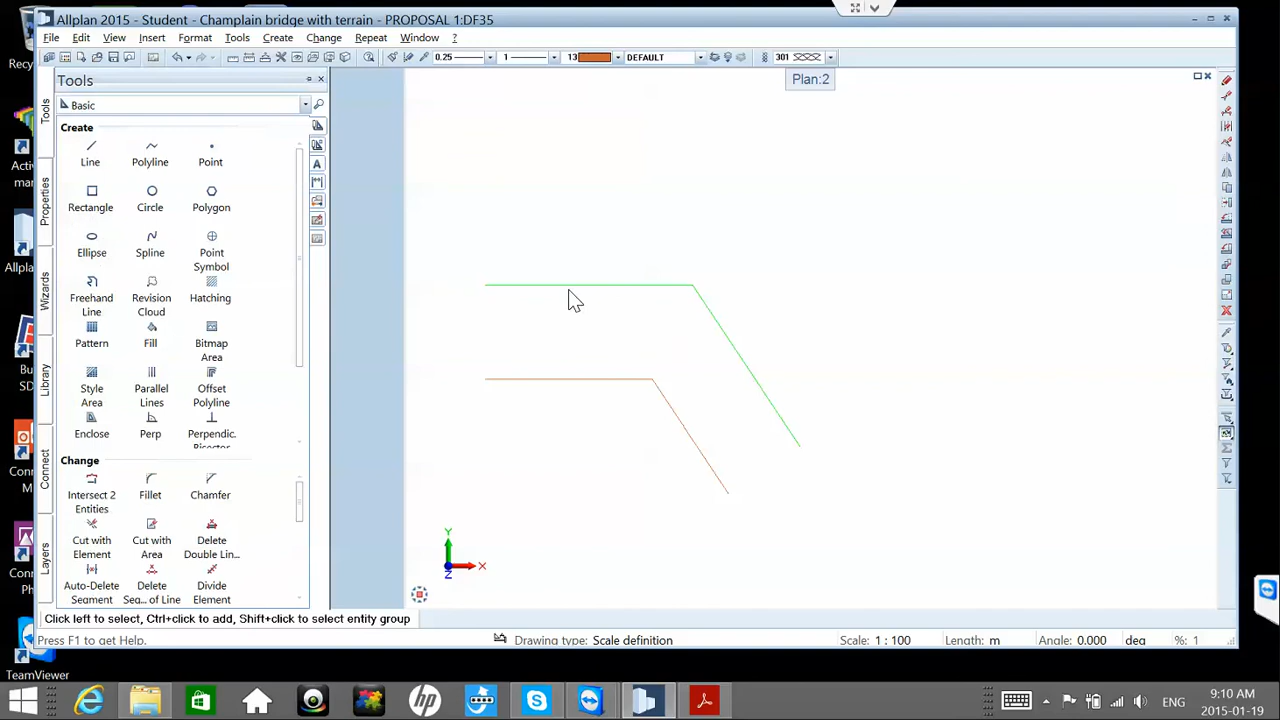 Allplan 2015 - Student - Champlain bridge with terrain - PROPOSAL 1:DF35
File Edit View Insert Format Tools Create Change Repeat Window ?
0.25 1 13 DEFAULT 301
Plan:2
Tools
Basic
Create
Line Polyline Point
Rectangle Circle Polygon
Ellipse Spline Point Symbol
Freehand Line Revision Cloud Hatching
Pattern Fill Bitmap Area
Style Area Parallel Lines Offset Polyline
Enclose Perp Perpendic.
Change
Intersect 2 Entities Fillet Chamfer
Cut with Element Cut with Area Delete Double Lin...
Auto-Delete Segment Delete Seg... of Line Divide Element
Tools
Properties
Wizards
Library
Connect
Layers
Y
X
Z
Click left to select, Ctrl+click to add, Shift+click to select entity group
Press F1 to get Help. Drawing type: Scale definition Scale: 1 : 100 Length: m Angle: 0.000 deg %: 1
TeamViewer
hp
ENG
9:10 AM
2015-01-19